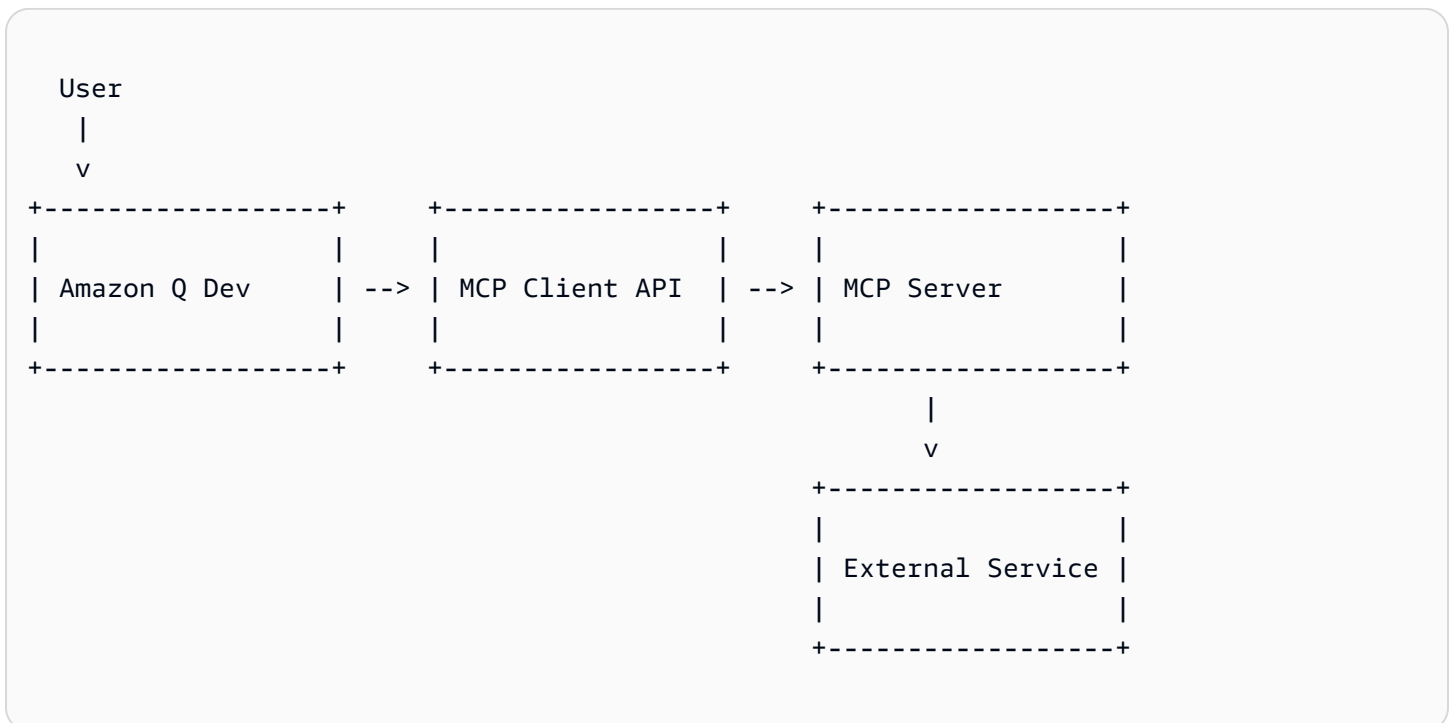 User
   |
   v
+------------------+     +-----------------+     +------------------+
|                  |     |                 |     |                  |
| Amazon Q Dev     | --> | MCP Client API  | --> | MCP Server       |
|                  |     |                 |     |                  |
+------------------+     +-----------------+     +------------------+
                                                        |
                                                        v
                                                 +------------------+
                                                 |                  |
                                                 | External Service |
                                                 |                  |
                                                 +------------------+